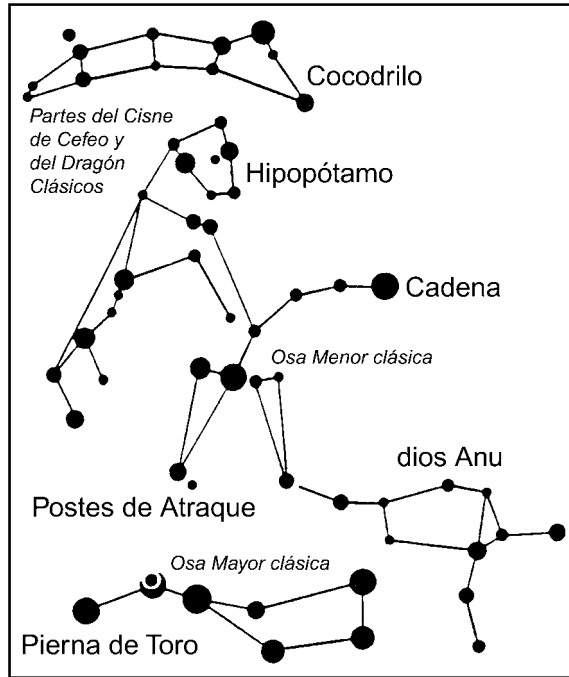 Cocodrilo
Partes del Cisne
de Cefeo y
del Dragón
Clásicos
Hipopótamo
Cadena
Osa Menor clásica
dios Anu
Postes de Atraque
Osa Mayor clásica
Pierna de Toro